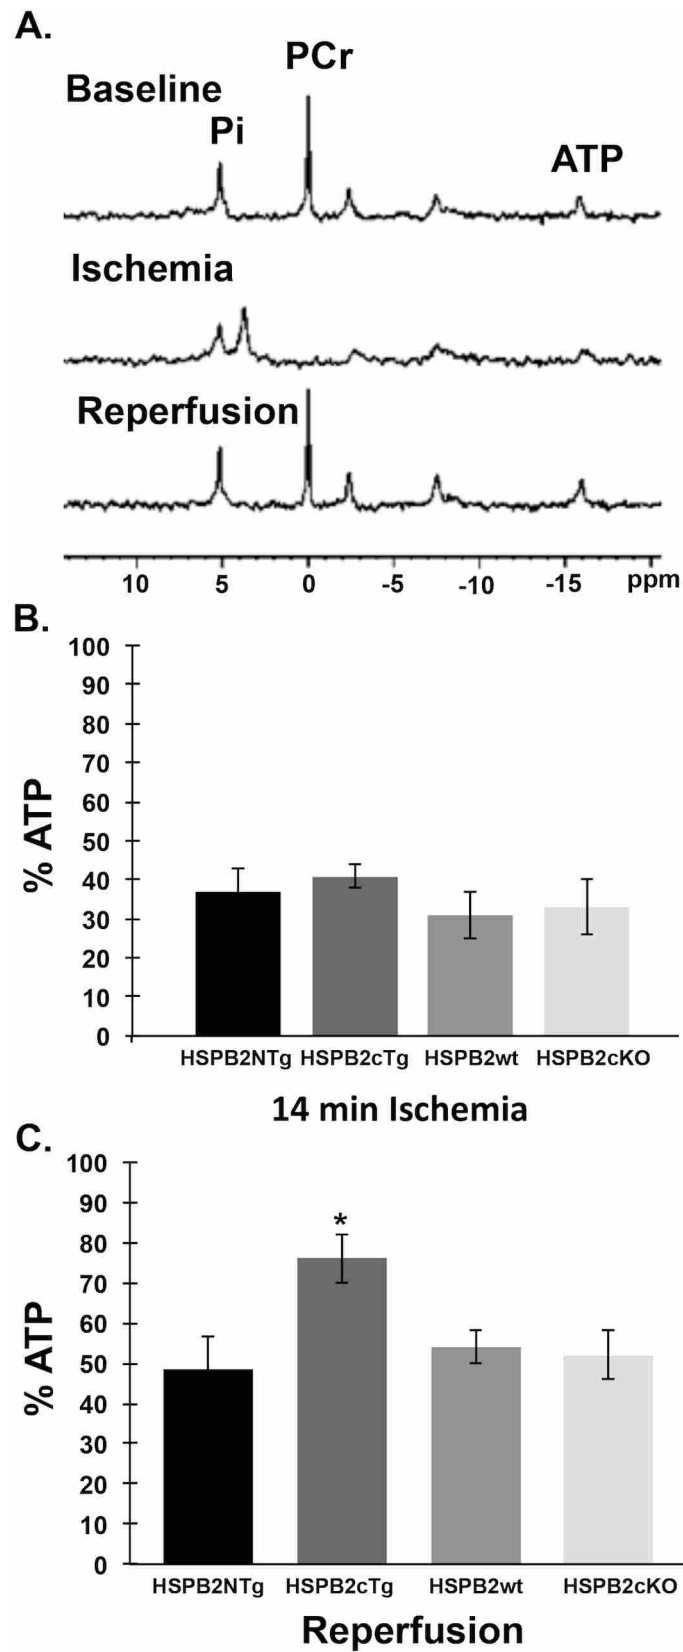 A.
PCr
Baseline
Pi
ATP
Ischemia
Reperfusion
10 5 0 -5 -10 -15 ppm
B.
100
90
80
70
60
50
40
30
20
10
0
% ATP
HSPB2NTg HSPB2cTg HSPB2wt HSPB2cKO
14 min Ischemia
C.
100
90
80
70
60
50
40
30
20
10
0
% ATP
*
HSPB2NTg HSPB2cTg HSPB2wt HSPB2cKO
Reperfusion